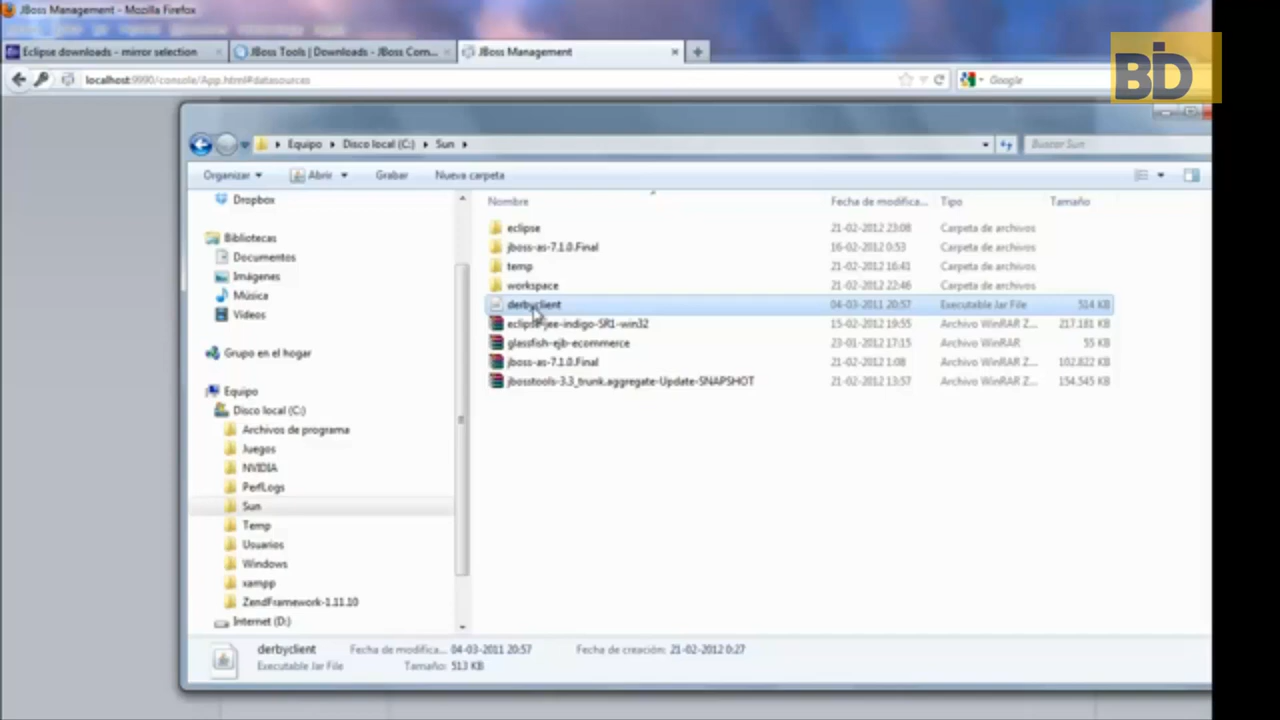 JBoss Management - Mozilla Firefox
Eclipse downloads - mirror selection
JBoss Tools | Downloads - JBoss Com...
JBoss Management
localhost:9990/console/App.html#datasources
Google
BID
Equipo Disco local (C:) Sun
Buscar Sun
Organizar Abrir Grabar Nueva carpeta
Nombre Fecha de modifica... Tipo Tamaño
eclipse 21-02-2012 23:08 Carpeta de archivos
jboss-as-7.1.0.Final 16-02-2012 0:53 Carpeta de archivos
temp 21-02-2012 16:41 Carpeta de archivos
workspace 21-02-2012 22:46 Carpeta de archivos
derbyclient 04-03-2011 20:57 Executable Jar File 514 KB
eclipse-jee-indigo-SR1-win32 15-02-2012 19:55 Archivo WinRAR Z... 217.181 KB
glassfish-ejb-ecommerce 23-01-2012 17:15 Archivo WinRAR 55 KB
jboss-as-7.1.0.Final 21-02-2012 1:08 Archivo WinRAR Z... 102.822 KB
jbosstools-3.3_trunk.aggregate-Update-SNAPSHOT 21-02-2012 13:57 Archivo WinRAR Z... 154.545 KB
Dropbox
Bibliotecas
Documentos
Imágenes
Música
Vídeos
Grupo en el hogar
Equipo
Disco local (C:)
Archivos de programa
Juegos
NVIDIA
PerfLogs
Sun
Temp
Usuarios
Windows
xampp
ZendFramework-1.11.10
Internet (D:)
derbyclient Fecha de modifica... 04-03-2011 20:57 Fecha de creación: 21-02-2012 0:27
Executable Jar File Tamaño: 513 KB